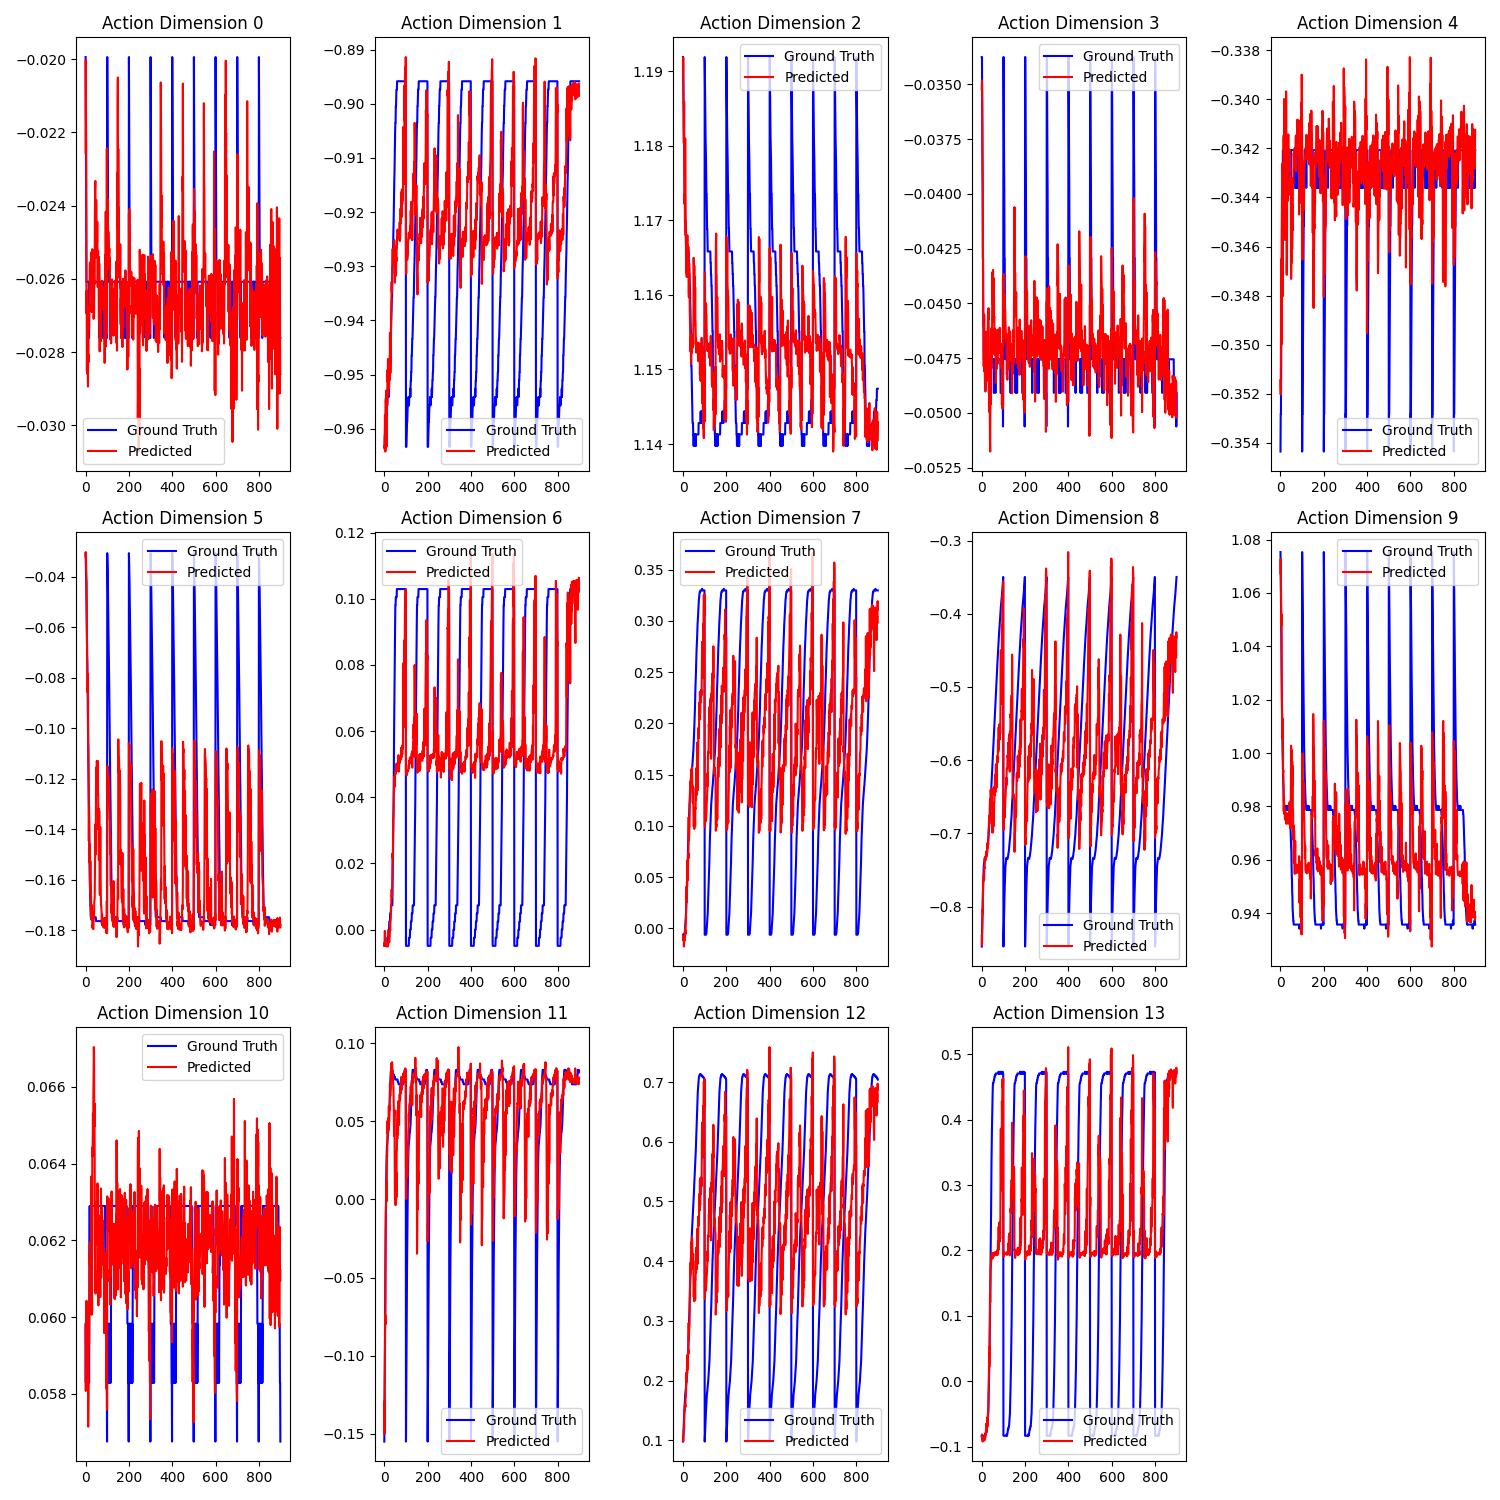 Action Dimension 0
−0.020
−0.022
−0.024
−0.026
−0.028
−0.030
Ground Truth
Predicted
0 200 400 600 800
Action Dimension 1
−0.89
−0.90
−0.91
−0.92
−0.93
−0.94
−0.95
−0.96
Ground Truth
Predicted
0 200 400 600 800
Action Dimension 2
Ground Truth
Predicted
1.19
1.18
1.17
1.16
1.15
1.14
0 200 400 600 800
Action Dimension 3
Ground Truth
Predicted
−0.0350
−0.0375
−0.0400
−0.0425
−0.0450
−0.0475
−0.0500
−0.0525
0 200 400 600 800
Action Dimension 4
−0.338
−0.340
−0.342
−0.344
−0.346
−0.348
−0.350
−0.352
−0.354
Ground Truth
Predicted
0 200 400 600 800
Action Dimension 5
Ground Truth
Predicted
−0.04
−0.06
−0.08
−0.10
−0.12
−0.14
−0.16
−0.18
0 200 400 600 800
Action Dimension 6
0.12
Ground Truth
Predicted
0.10
0.08
0.06
0.04
0.02
0.00
0 200 400 600 800
Action Dimension 7
Ground Truth
Predicted
0.35
0.30
0.25
0.20
0.15
0.10
0.05
0.00
0 200 400 600 800
Action Dimension 8
−0.3
−0.4
−0.5
−0.6
−0.7
−0.8
Ground Truth
Predicted
0 200 400 600 800
Action Dimension 9
1.08
Ground Truth
Predicted
1.06
1.04
1.02
1.00
0.98
0.96
0.94
0 200 400 600 800
Action Dimension 10
Ground Truth
Predicted
0.066
0.064
0.062
0.060
0.058
0 200 400 600 800
Action Dimension 11
0.10
0.05
0.00
−0.05
−0.10
−0.15
Ground Truth
Predicted
0 200 400 600 800
Action Dimension 12
0.7
0.6
0.5
0.4
0.3
0.2
0.1
Ground Truth
Predicted
0 200 400 600 800
Action Dimension 13
0.5
0.4
0.3
0.2
0.1
0.0
−0.1
Ground Truth
Predicted
0 200 400 600 800